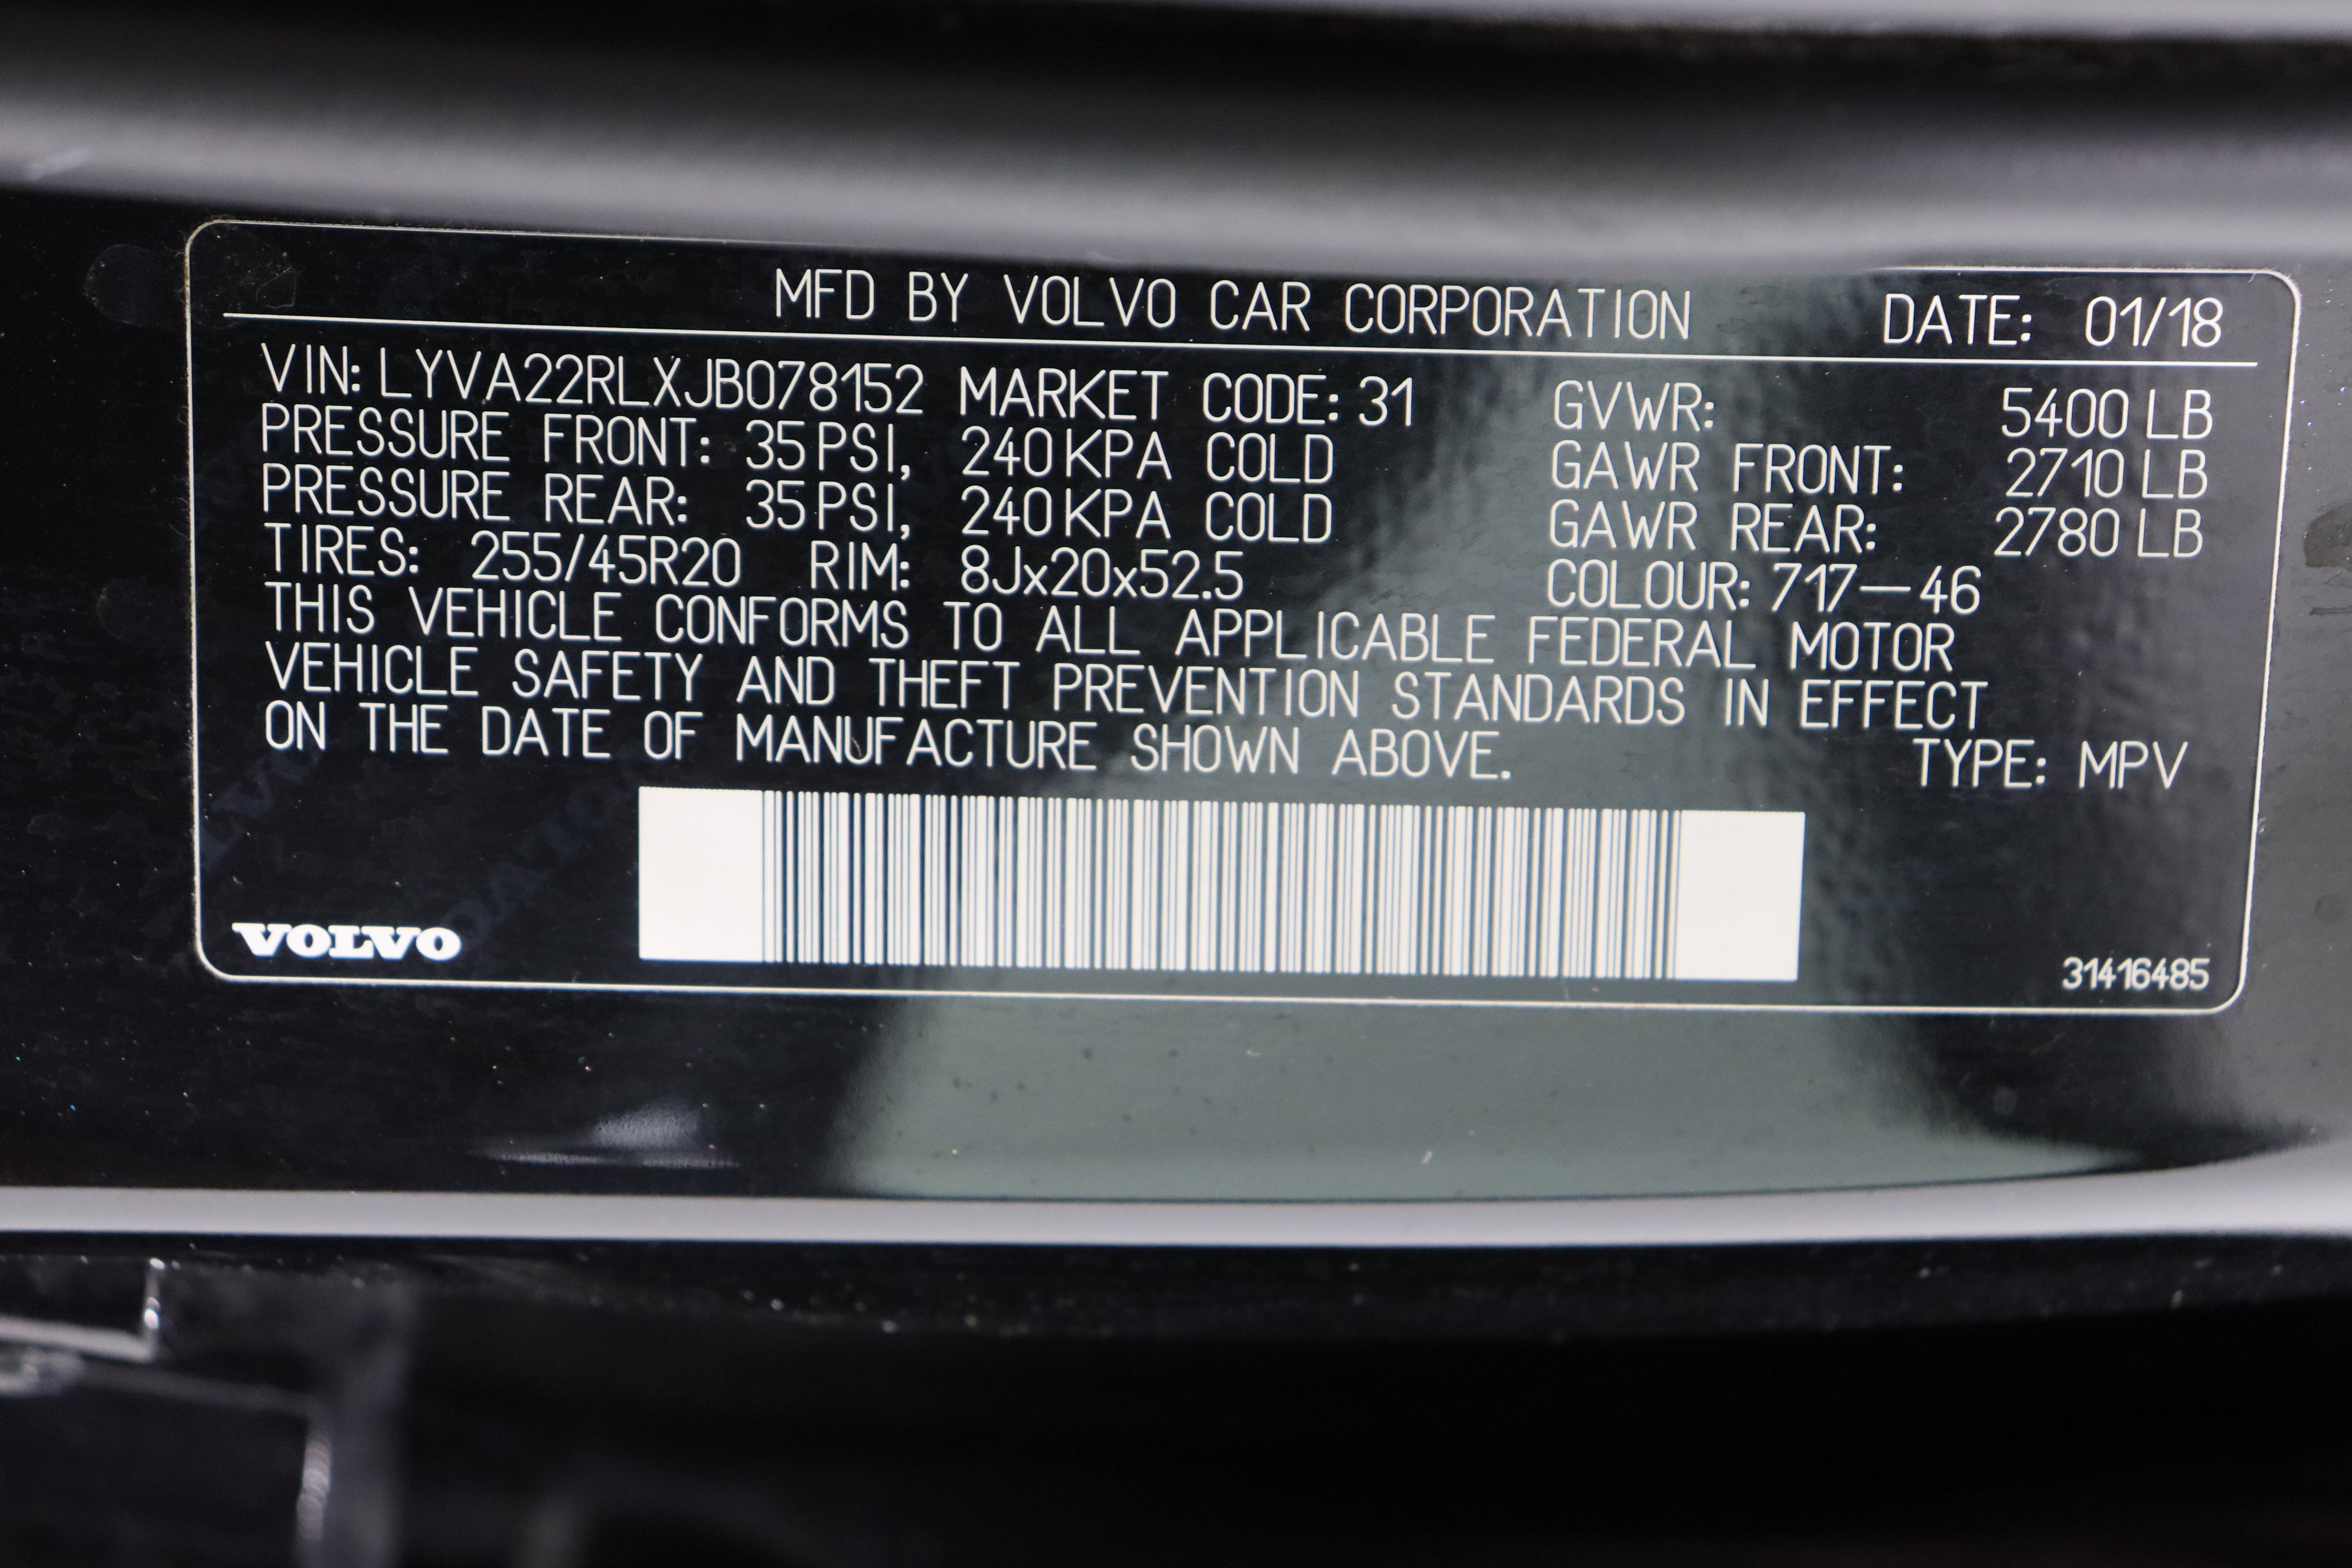 MFD BY VOLVO CAR CORPORATION DATE: 01/18
VIN: LYVA22RLXJB078152 MARKET CODE: 31 GVWR: 5400 LB
PRESSURE FRONT: 35 PSI, 240 KPA COLD GAWR FRONT: 2710 LB
PRESSURE REAR: 35 PSI, 240 KPA COLD GAWR REAR: 2780 LB
TIRES: 255/45R20 RIM: 8Jx20x52.5 COLOUR: 717-46
THIS VEHICLE CONFORMS TO ALL APPLICABLE FEDERAL MOTOR
VEHICLE SAFETY AND THEFT PREVENTION STANDARDS IN EFFECT
ON THE DATE OF MANUFACTURE SHOWN ABOVE. TYPE: MPV
VOLVO
31416485